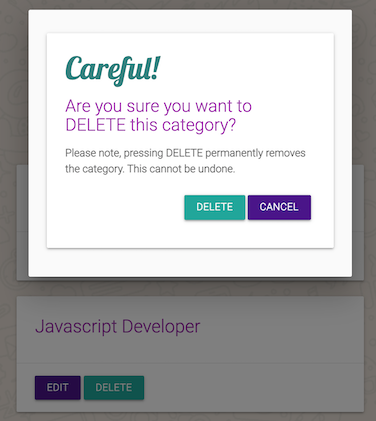 Careful!
Are you sure you want to
DELETE this category?
Please note, pressing DELETE permanently removes
the category. This cannot be undone.
DELETE CANCEL
Javascript Developer
EDIT DELETE